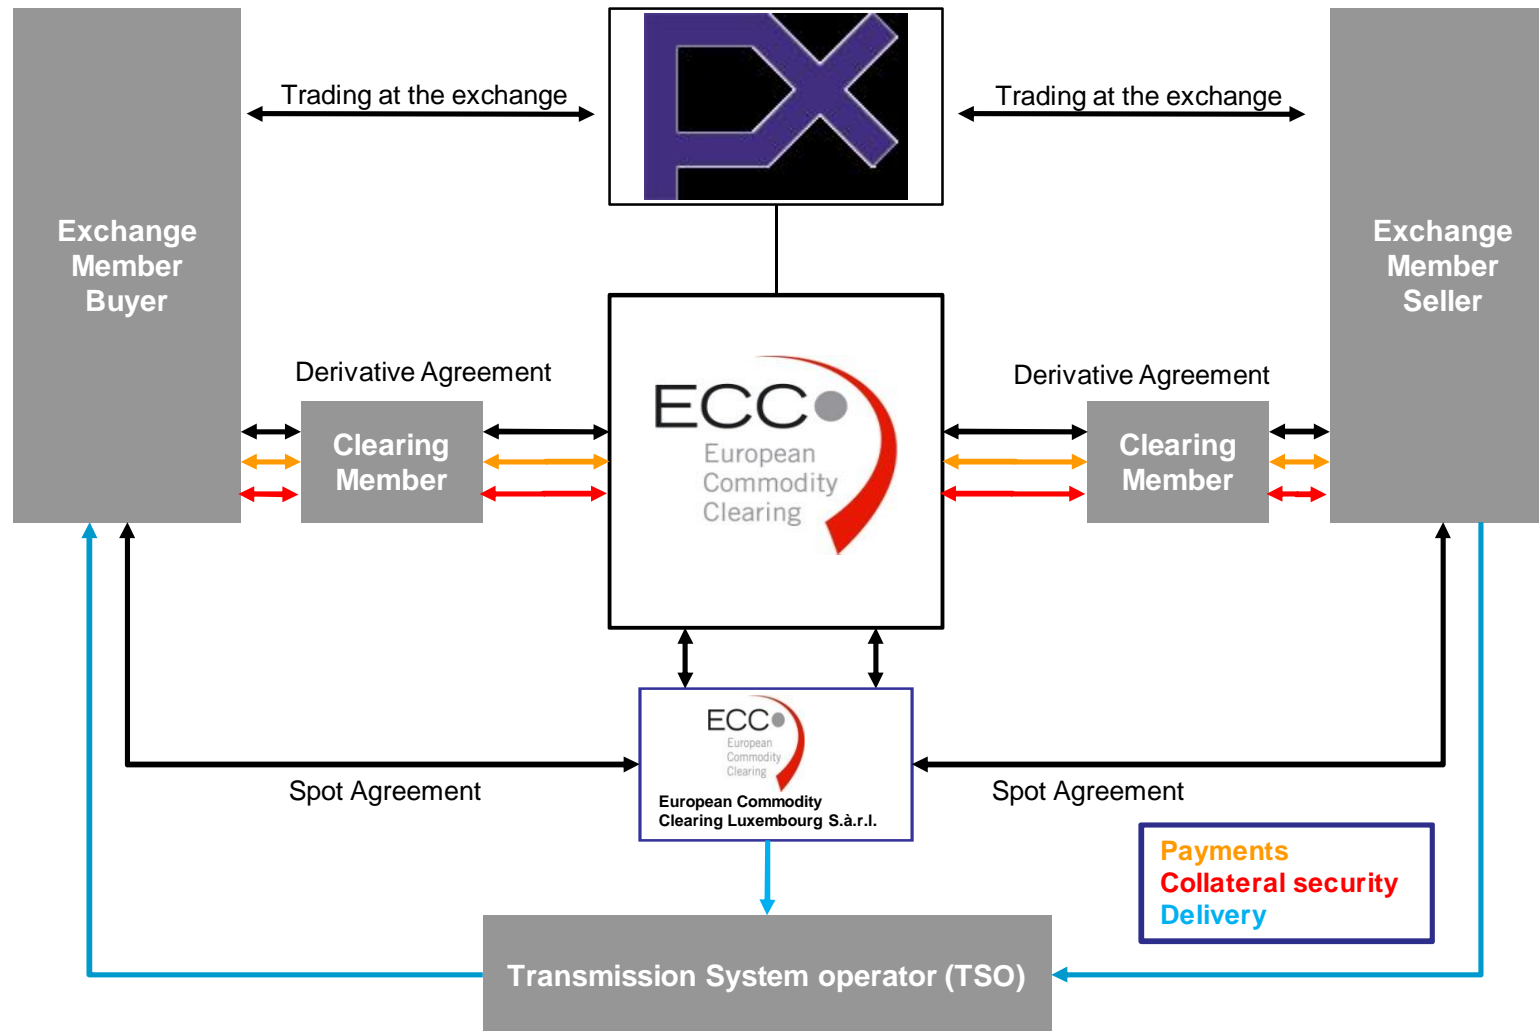 Trading at the exchange
PX
Trading at the exchange
Exchange
Member
Buyer
Exchange
Member
Seller
Derivative Agreement
Derivative Agreement
Clearing
Member
ECC
European
Commodity
Clearing
Clearing
Member
ECC
European
Commodity
Clearing
European Commodity
Clearing Luxembourg S.à.r.l.
Spot Agreement
Spot Agreement
Payments
Collateral security
Delivery
Transmission System operator (TSO)